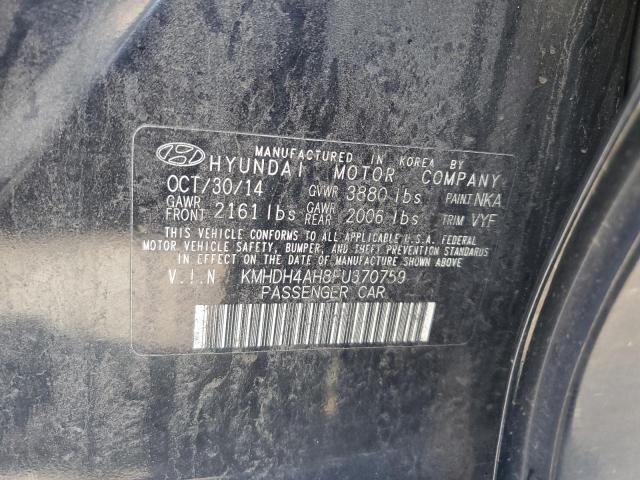 MANUFACTURED IN KOREA BY
HYUNDAI MOTOR COMPANY
OCT/30/14 GVWR 3880 lbs PAINT NKA
GAWR FRONT 2161 lbs GAWR REAR 2006 lbs TRIM VYF
THIS VEHICLE CONFORMS TO ALL APPLICABLE U.S.A. FEDERAL
MOTOR VEHICLE SAFETY, BUMPER, AND THEFT PREVENTION STANDARDS
IN EFFECT ON THE DATE OF MANUFACTURE SHOWN ABOVE
V.I.N KMHDH4AH8FU370759
PASSENGER CAR